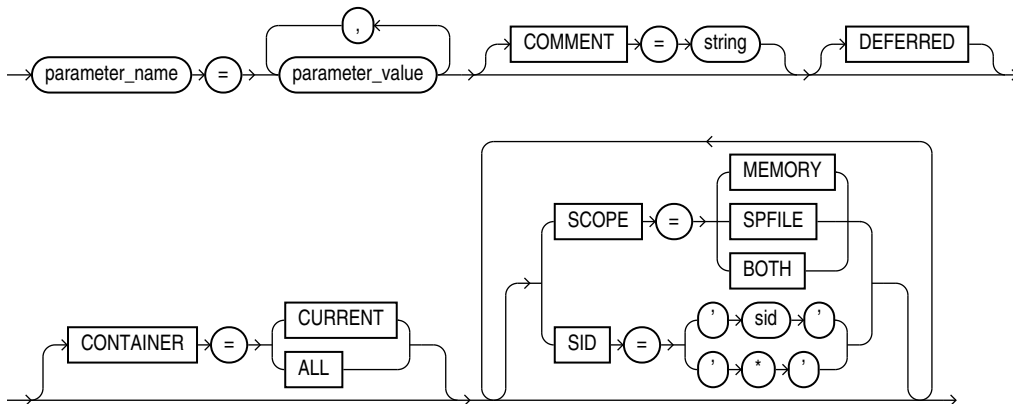 ,
COMMENT = string DEFERRED
parameter_name = parameter_value
MEMORY
SCOPE = SPFILE
BOTH
CURRENT
CONTAINER = ALL
SID = ' sid '
' * '